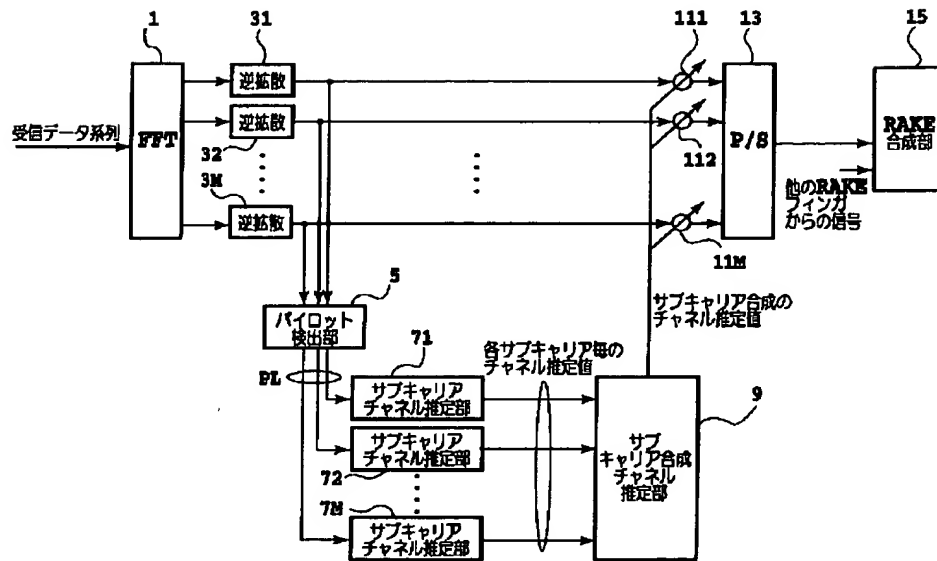 1
31
111
13
15
受信データ系列
FFT
逆拡散
逆拡散
32
3M
逆拡散
112
11M
P/S
RAKE
合成部
他のRAKE
フィンガ
からの信号
5
パイロット
検出部
PL
71
サブキャリア
チャネル推定部
サブキャリア
チャネル推定部
72
7M
サブキャリア
チャネル推定部
各サブキャリア毎の
チャネル推定値
サブキャリア合成の
チャネル推定値
9
サブ
キャリア合成
チャネル
推定部